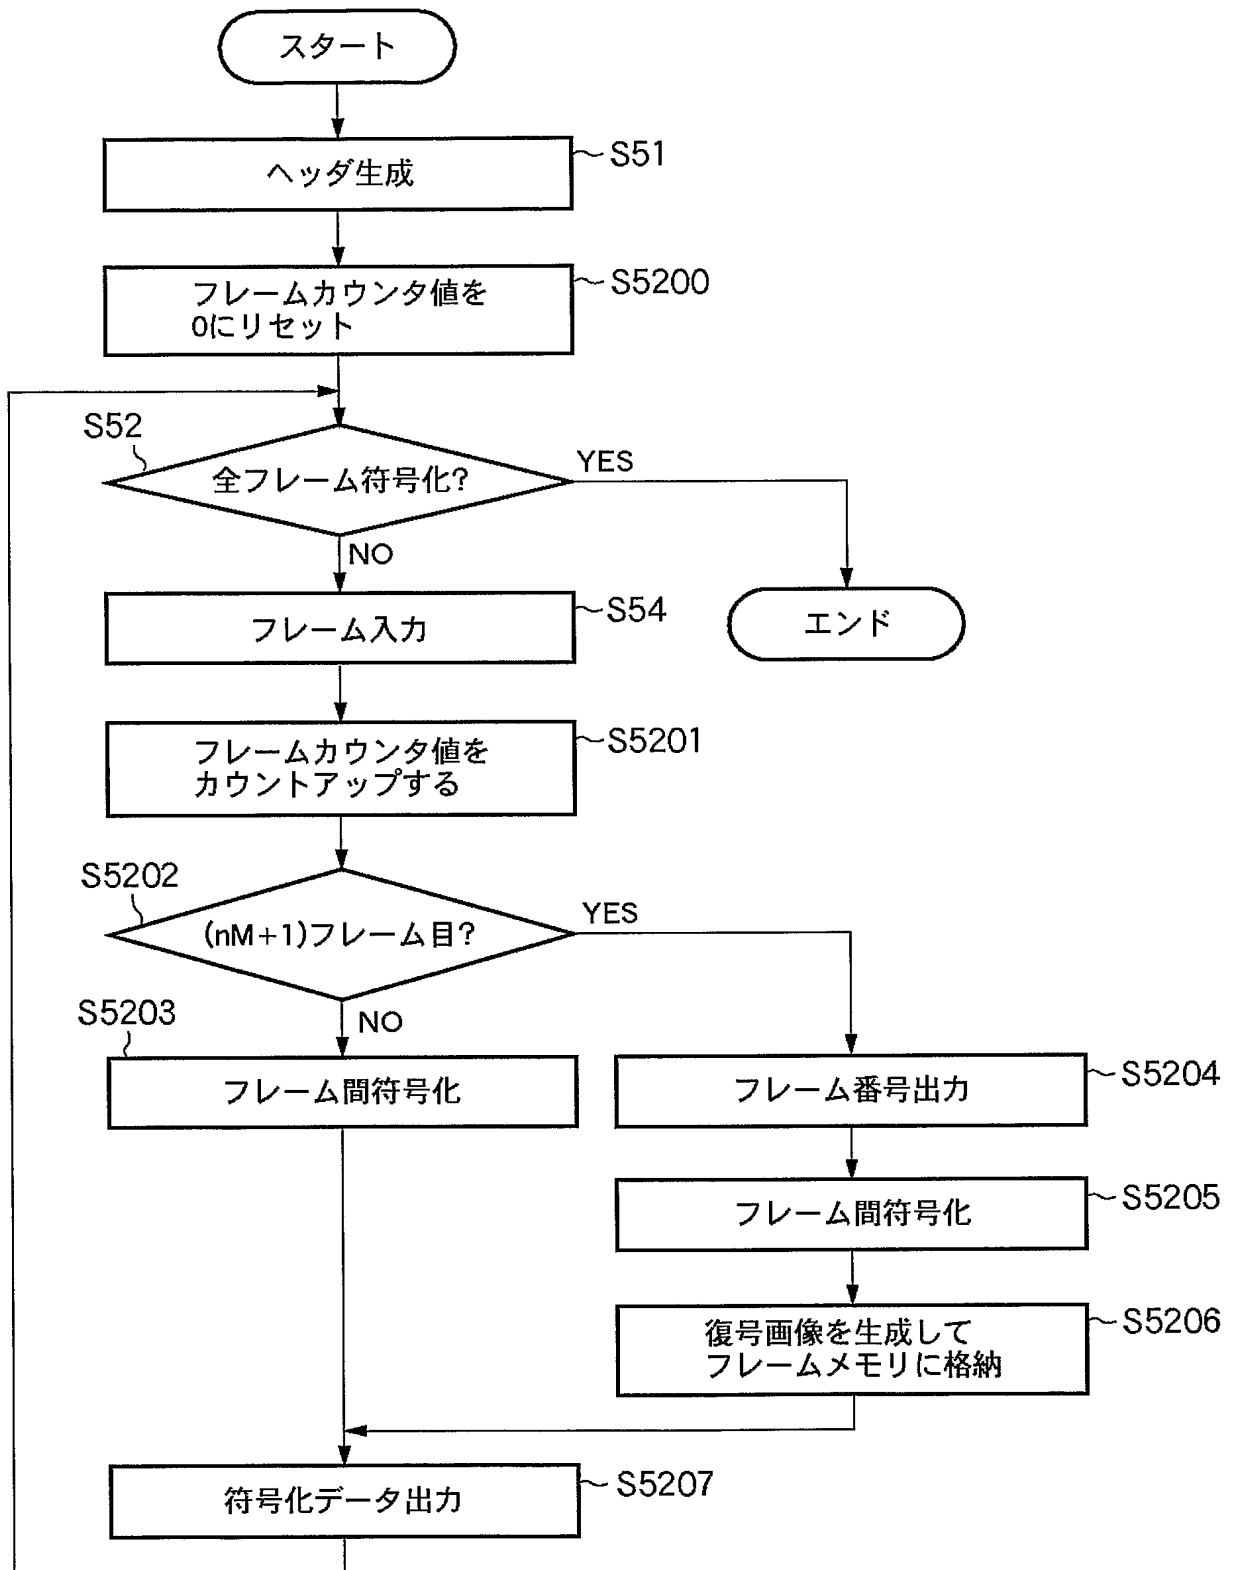 スタート
ヘッダ生成
S51
フレームカウンタ値を
0にリセット
S5200
S52
全フレーム符号化?
YES
NO
フレーム入力
S54
エンド
フレームカウンタ値を
カウントアップする
S5201
S5202
(nM+1)フレーム目?
YES
NO
S5203
フレーム間符号化
フレーム番号出力
S5204
フレーム間符号化
S5205
復号画像を生成して
フレームメモリに格納
S5206
符号化データ出力
S5207